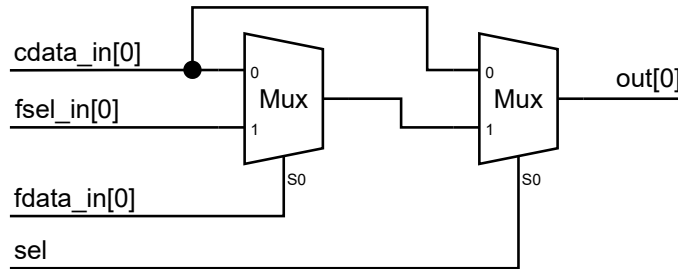 cdata_in[0]
0
Mux
0
Mux
out[0]
fsel_in[0]
1
1
S0
S0
fdata_in[0]
sel